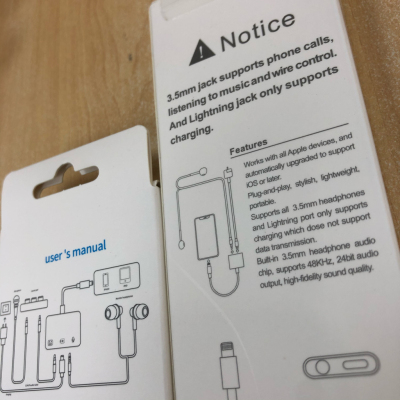 Notice
3.5mm jack supports phone calls,
listening to music and wire control.
And Lightning jack only supports
charging.
Features
Works with all Apple devices, and
automatically upgraded to support
iOS or later.
Plug-and-play, stylish, lightweight,
portable.
Supports all 3.5mm headphones
and Lightning port only supports
charging which dose not support
data transmission.
Built-in 3.5mm headphone audio
chip, supports 48KHz, 24bit audio
output, high-fidelity sound quality.
user 's manual